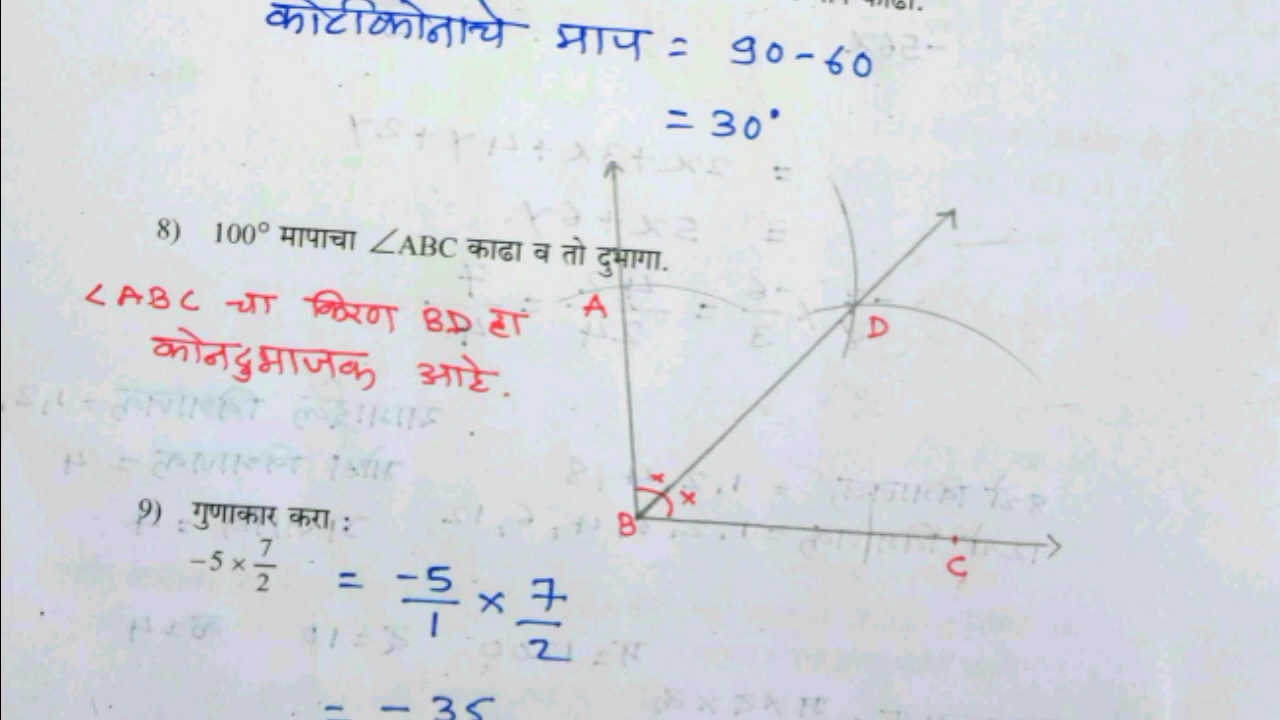 कोटिकोनाचे माप = 90 - 60
= 30°
8) 100° मापाचा ∠ABC काढा व तो दुभागा.
∠ABC चा किरण BD हा
कोनदुभाजक आहे.
A
D
x x
B
C
9) गुणाकार करा :
-5 × 7/2 = -5/1 × 7/2
= - 35